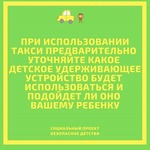 ПРИ ИСПОЛЬЗОВАНИИ
ТАКСИ ПРЕДВАРИТЕЛЬНО
УТОЧНЯЙТЕ КАКОЕ
ДЕТСКОЕ УДЕРЖИВАЮЩЕЕ
УСТРОЙСТВО БУДЕТ
ИСПОЛЬЗОВАТЬСЯ И
ПОДОЙДЕТ ЛИ ОНО
ВАШЕМУ РЕБЕНКУ
СОЦИАЛЬНЫЙ ПРОЕКТ
БЕЗОПАСНОЕ ДЕТСТВО